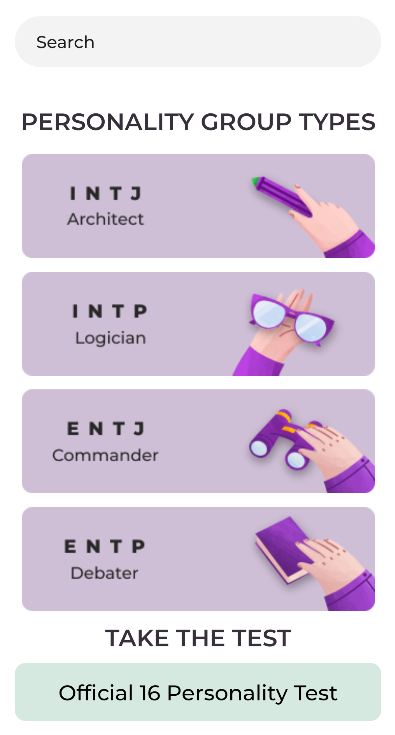 Search
PERSONALITY GROUP TYPES
INTJ
Architect
INTP
Logician
ENTJ
Commander
ENTP
Debater
TAKE THE TEST
Official 16 Personality Test